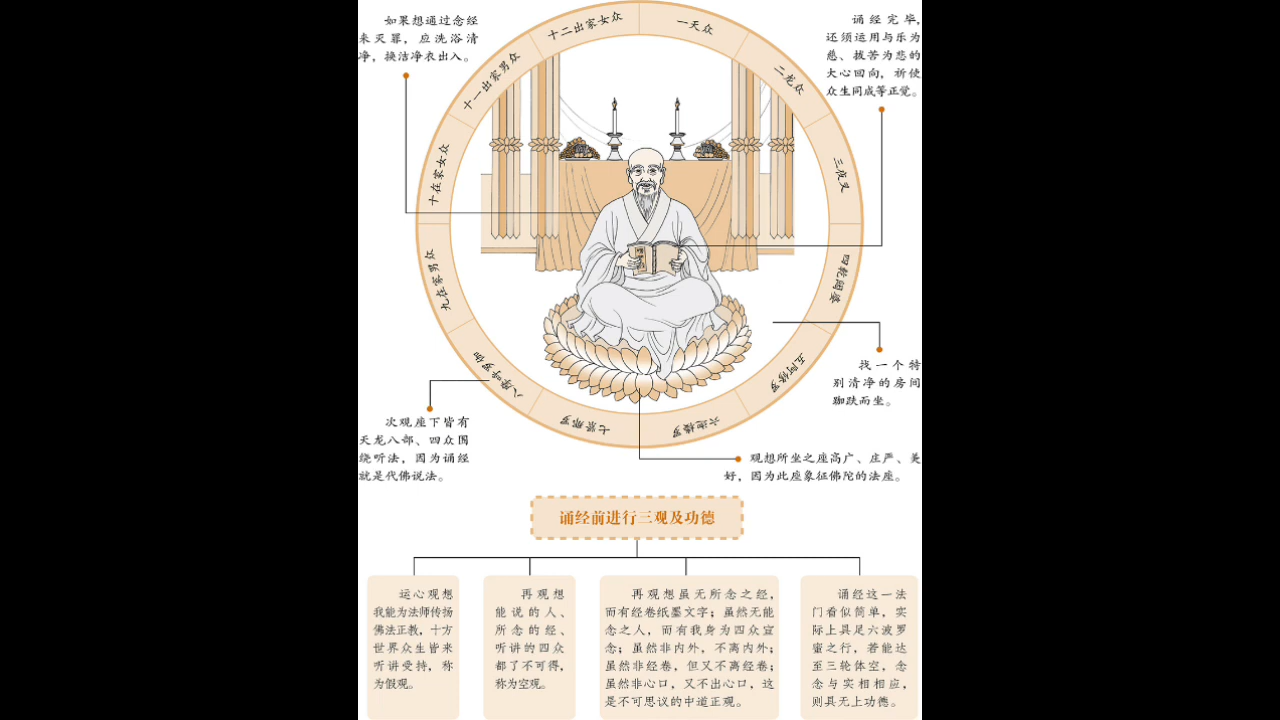 如果想通过念经
来灭罪，应洗浴清
净，换洁净衣出入。
诵经完毕，
还须运用与乐为
慈、拔苦为悲的
大心回向，祈使
众生同成等正觉。
一天众
二龙众
三夜叉
四乾闼婆
五阿修罗
六迦楼罗
七紧那罗
八摩呼罗伽
九在家男众
十在家女众
十一出家男众
十二出家女众
找一个特
别清净的房间
跏趺而坐。
次观座下皆有
天龙八部、四众围
绕听法，因为诵经
就是代佛说法。
观想所坐之座高广、庄严、美
好，因为此座象征佛陀的法座。
诵经前进行三观及功德
运心观想
我能为法师传扬
佛法正教，十方
世界众生皆来
听讲受持，称
为假观。
再观想
能说的人、
所念的经、
听讲的四众
都了不可得，
称为空观。
再观想虽无所念之经，
而有经卷纸墨文字；虽然无能
念之人，而有我身为四众宣
念；虽然非内外，不离内外；
虽然非经卷，但又不离经卷；
虽然非心口，又不出心口，这
是不可思议的中道正观。
诵经这一法
门看似简单，实
际上具足六波罗
蜜之行，若能达
至三轮体空，念
念与实相相应，
则具无上功德。